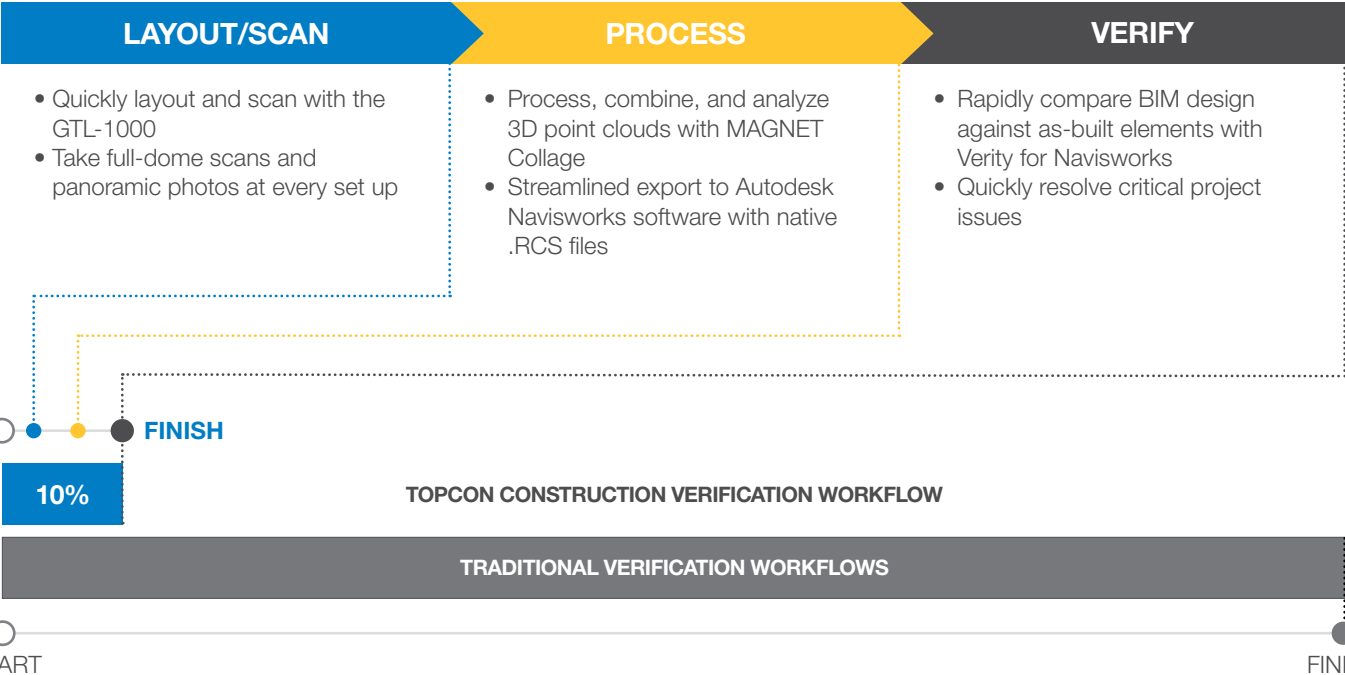 LAYOUT/SCAN
PROCESS
VERIFY
• Quickly layout and scan with the
GTL-1000
• Take full-dome scans and
panoramic photos at every set up
• Process, combine, and analyze
3D point clouds with MAGNET
Collage
• Streamlined export to Autodesk
Navisworks software with native
.RCS files
• Rapidly compare BIM design
against as-built elements with
Verity for Navisworks
• Quickly resolve critical project
issues
FINISH
10%
TOPCON CONSTRUCTION VERIFICATION WORKFLOW
TRADITIONAL VERIFICATION WORKFLOWS
ART
FINI